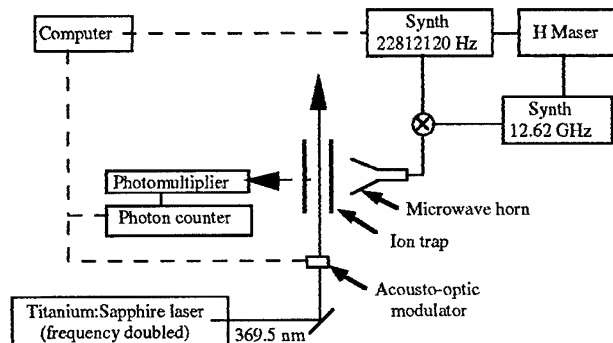 Computer
Synth
22812120 Hz
H Maser
Synth
12.62 GHz
Photomultiplier
Photon counter
Microwave horn
Ion trap
Acousto-optic
modulator
Titanium:Sapphire laser
(frequency doubled)
369.5 nm